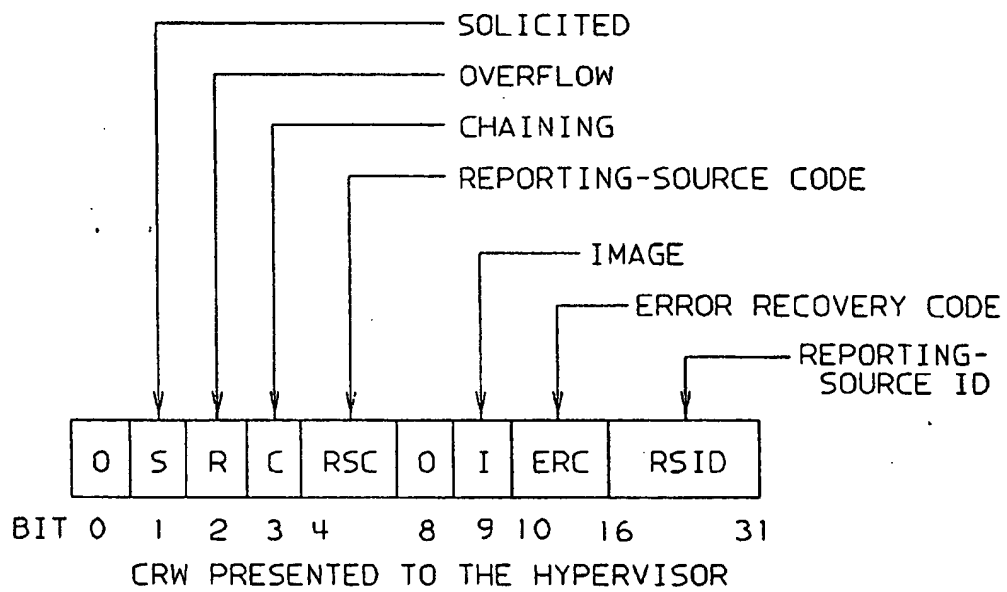 SOLICITED
OVERFLOW
CHAINING
REPORTING-SOURCE CODE
IMAGE
ERROR RECOVERY CODE
REPORTING-
SOURCE ID
0 S R C RSC 0 I ERC RSID
BIT 0 1 2 3 4 8 9 10 16 31
CRW PRESENTED TO THE HYPERVISOR